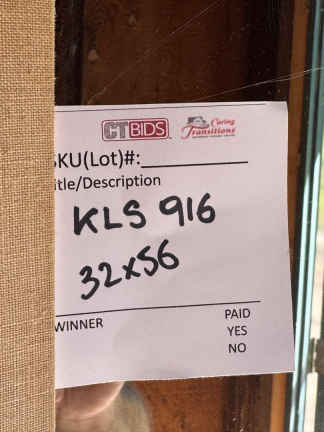 CTBIDS Caring Transitions
SKU(Lot)#:
itle/Description
KLS 916
32x56
WINNER PAID
YES
NO